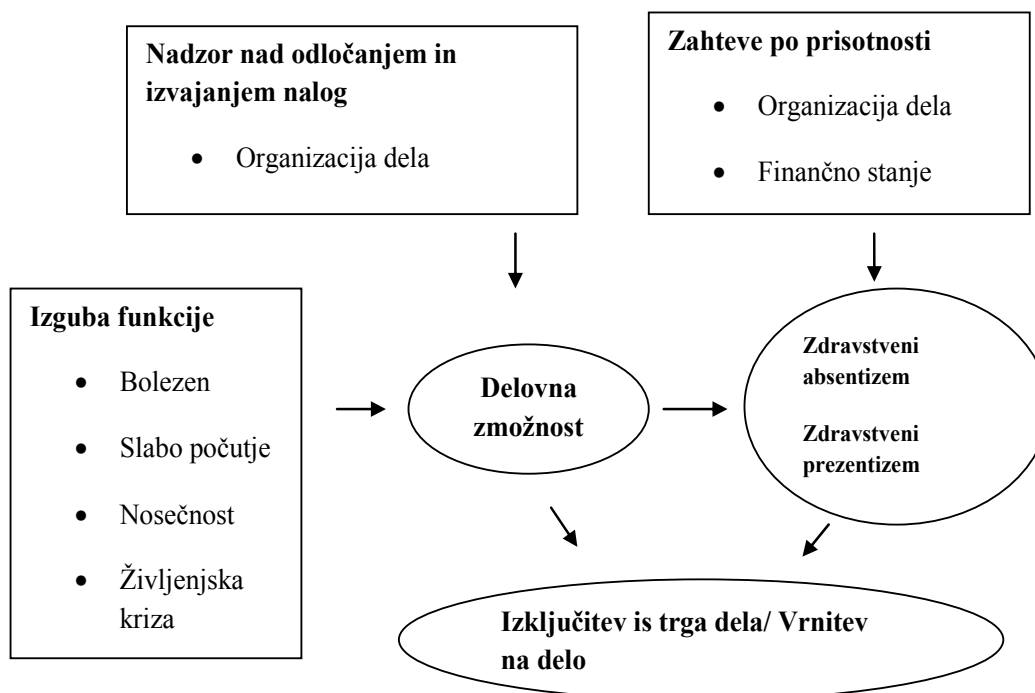 Nadzor nad odločanjem in
izvajanjem nalog
• Organizacija dela
Zahteve po prisotnosti
• Organizacija dela
• Finančno stanje
Izguba funkcije
• Bolezen
• Slabo počutje
• Nosečnost
• Življenjska
kriza
Delovna
zmožnost
Zdravstveni
absentizem
Zdravstveni
prezentizem
Izključitev is trga dela/ Vrnitev
na delo